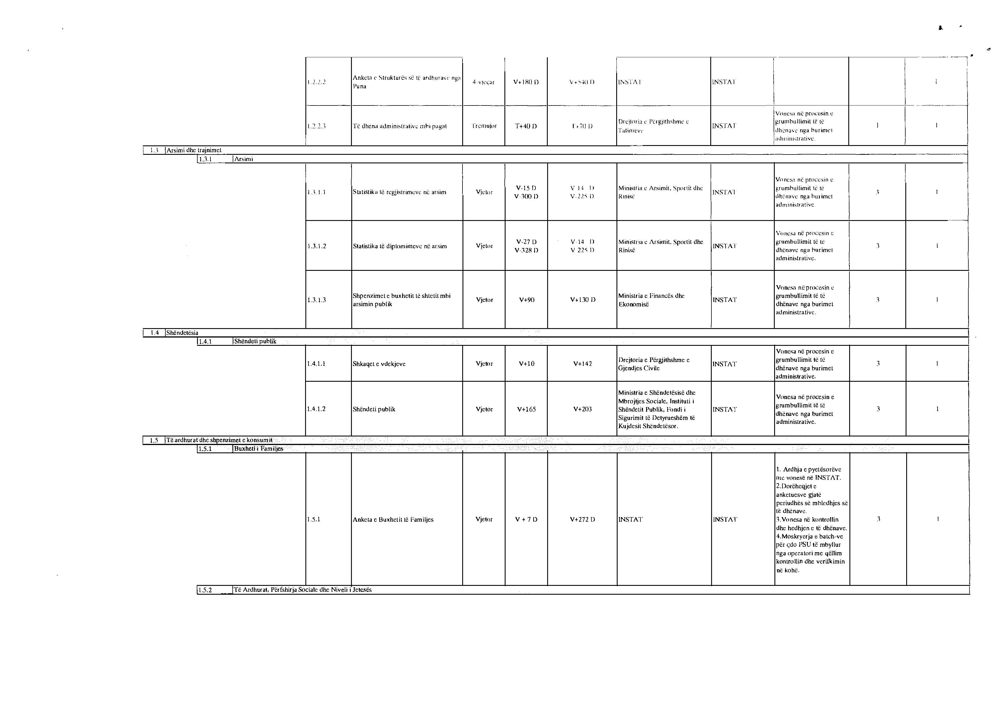 1.2.2.2 Anketa e Strukturës së të ardhurave nga Puna 4-vjeçar V+180 D V+540 D INSTAT INSTAT 1
1.2.2.3 Të dhëna administrative mbi pagat Tremujor T+40 D T+70 D Drejtoria e Përgjithshme e Tatimeve INSTAT Vonesa në procesin e grumbullimit të të dhënave nga burimet administrative. 1 1
1.3 Arsimi dhe trajnimet
1.3.1 Arsimi
1.3.1.1 Statistika të regjistrimeve në arsim Vjetor V-15 D V-300 D V-14 D V-225 D Ministria e Arsimit, Sportit dhe Rinisë INSTAT Vonesa në procesin e grumbullimit të të dhënave nga burimet administrative. 3 1
1.3.1.2 Statistika të diplomimeve në arsim Vjetor V-27 D V-328 D V-14 D V 225 D Ministria e Arsimit, Sportit dhe Rinisë INSTAT Vonesa në procesin e grumbullimit të të dhënave nga burimet administrative. 3 1
1.3.1.3 Shpenzimet e buxhetit të shtetit mbi arsimin publik Vjetor V+90 V+130 D Ministria e Financës dhe Ekonomisë INSTAT Vonesa në procesin e grumbullimit të të dhënave nga burimet administrative. 3 1
1.4 Shëndetësia
1.4.1 Shëndeti publik
1.4.1.1 Shkaqet e vdekjeve Vjetor V+10 V+142 Drejtoria e Përgjithshme e Gjendjes Civile INSTAT Vonesa në procesin e grumbullimit të të dhënave nga burimet administrative. 3 1
1.4.1.2 Shëndeti publik Vjetor V+165 V+203 Ministria e Shëndetësisë dhe Mbrojtjes Sociale, Instituti i Shëndetit Publik, Fondi i Sigurimit të Detyrueshëm të Kujdesit Shëndetësor. INSTAT Vonesa në procesin e grumbullimit të të dhënave nga burimet administrative. 3 1
1.5 Të ardhurat dhe shpenzimet e konsumit
1.5.1 Buxheti i Familjes
1.5.1 Anketa e Buxhetit të Familjes Vjetor V + 7 D V+272 D INSTAT INSTAT 1. Ardhja e pyetësorëve me vonesë në INSTAT. 2.Dorëheqjet e anketuesve gjatë periudhës së mbledhjes së të dhënave. 3.Vonesa në kontrollin dhe hedhjen e të dhënave. 4.Moskryerja e batch-ve për çdo PSU të mbyllur nga operatori me qëllim kontrollin dhe verifkimin në kohë. 3 1
1.5.2 Të Ardhurat, Përfshirja Sociale dhe Niveli i Jetesës